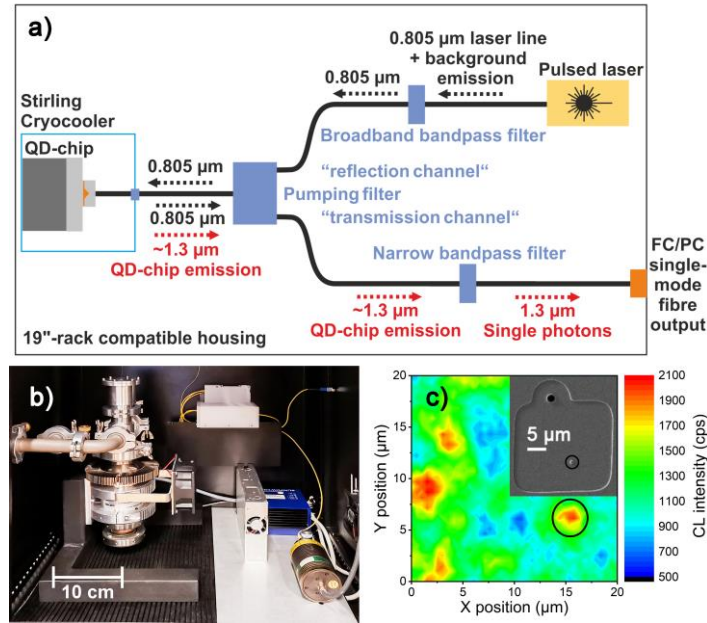 a)
0.805 µm laser line
+ background
emission
Pulsed laser
0.805 µm
Broadband bandpass filter
Stirling
Cryocooler
QD-chip
0.805 µm
"reflection channel"
Pumping filter
"transmission channel"
0.805 µm
~1.3 µm
QD-chip emission
Narrow bandpass filter
FC/PC
single-
mode
fibre
output
~1.3 µm
QD-chip emission
1.3 µm
Single photons
19"-rack compatible housing
b)
10 cm
c)
5 µm
20
15
10
5
0
Y position (µm)
0
5
10
15
20
X position (µm)
2100
1900
1700
1500
1300
1100
900
700
500
CL intensity (cps)